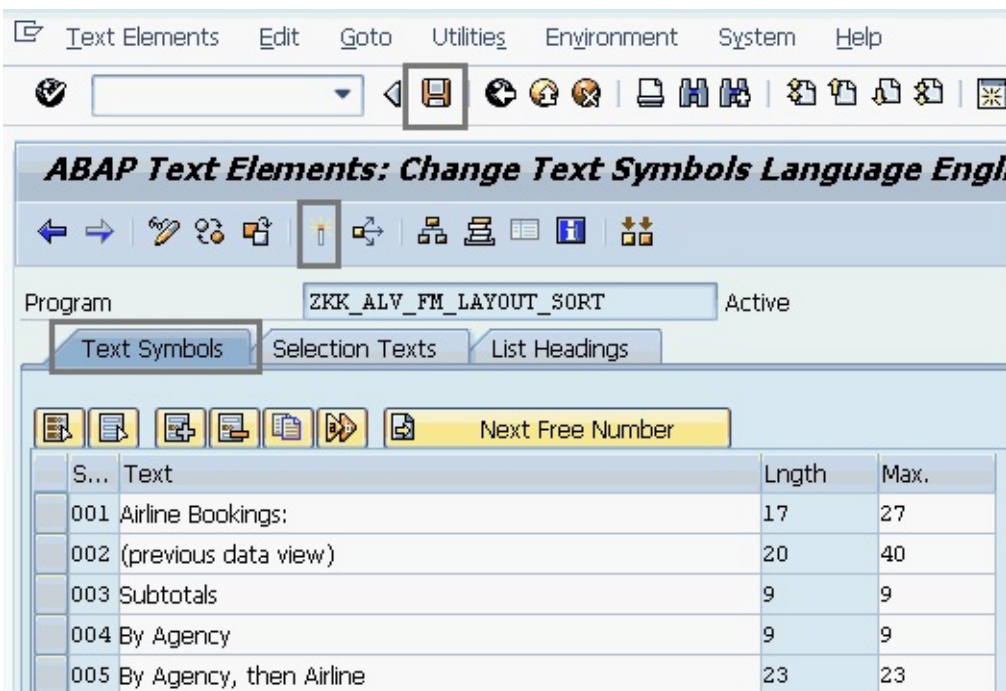 Text Elements Edit Goto Utilities Environment System Help
ABAP Text Elements: Change Text Symbols Language Engl
Program ZKK_ALV_FM_LAYOUT_SORT Active
Text Symbols Selection Texts List Headings
Next Free Number
S... Text Lngth Max.
001 Airline Bookings: 17 27
002 (previous data view) 20 40
003 Subtotals 9 9
004 By Agency 9 9
005 By Agency, then Airline 23 23